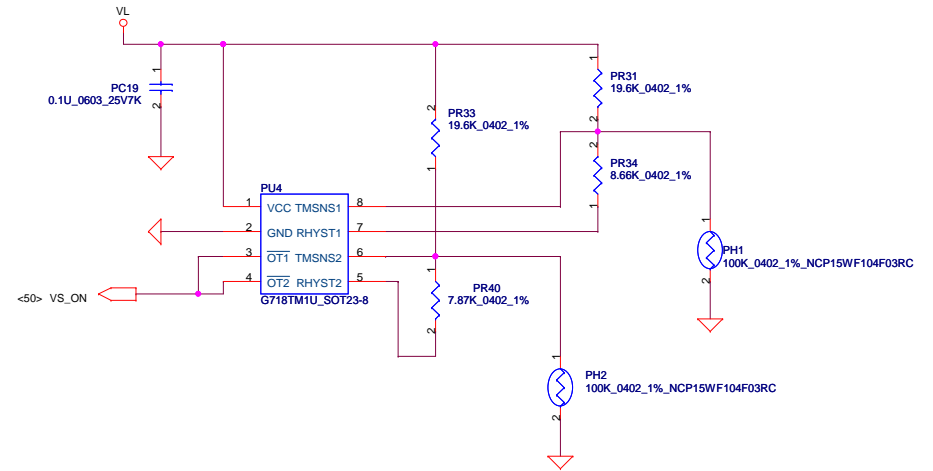 VL
1
PC19
0.1U_0603_25V7K
2
2
PR33
19.6K_0402_1%
1
1
PR31
19.6K_0402_1%
2
2
PR34
8.66K_0402_1%
1
PU4
1 VCC TMSNS1 8
2 GND RHYST1 7
3 OT1 TMSNS2 6
4 OT2 RHYST2 5
G718TM1U_SOT23-8
<50> VS_ON
1
PR40
7.87K_0402_1%
2
1
PH1
100K_0402_1%_NCP15WF104F03RC
2
1
PH2
100K_0402_1%_NCP15WF104F03RC
2